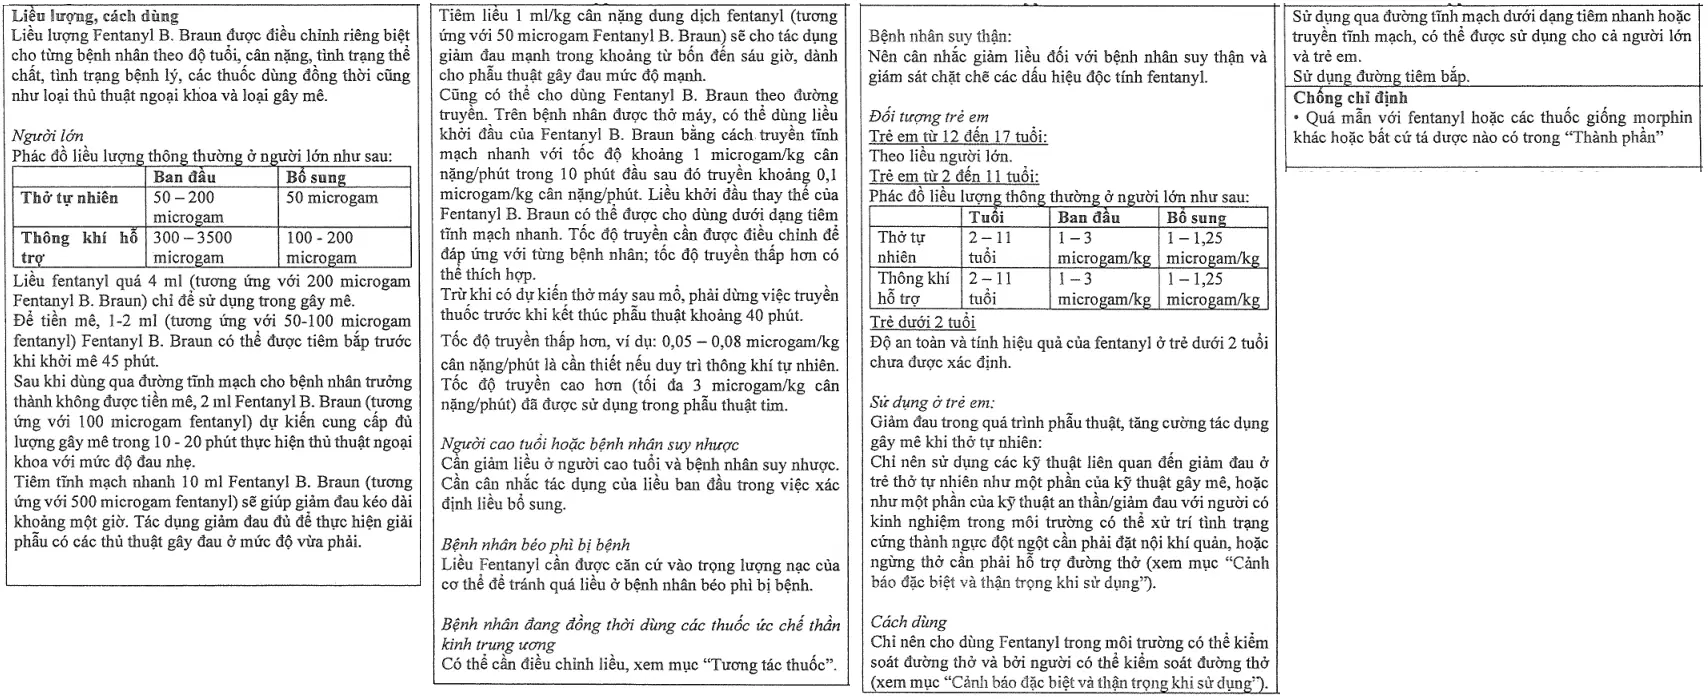 Liều lượng, cách dùng
Liều lượng Fentanyl B. Braun được điều chỉnh riêng biệt
cho từng bệnh nhân theo độ tuổi, cân nặng, tình trạng thể
chất, tình trạng bệnh lý, các thuốc dùng đồng thời cũng
như loại thủ thuật ngoại khoa và loại gây mê.
Người lớn
Phác đồ liều lượng thông thường ở người lớn như sau:
Ban đầu Bổ sung
Thở tự nhiên 50 – 200 50 microgam
microgam
Thông khí hỗ 300 –3500 100 - 200
trợ microgam microgam
Liều fentanyl quá 4 ml (tương ứng với 200 microgam
Fentanyl B. Braun) chỉ để sử dụng trong gây mê.
Để tiền mê, 1-2 ml (tương ứng với 50-100 microgam
fentanyl) Fentanyl B. Braun có thể được tiêm bắp trước
khi khởi mê 45 phút.
Sau khi dùng qua đường tĩnh mạch cho bệnh nhân trưởng
thành không được tiền mê, 2 ml Fentanyl B. Braun (tương
ứng với 100 microgam fentanyl) dự kiến cung cấp đủ
lượng gây mê trong 10 - 20 phút thực hiện thủ thuật ngoại
khoa với mức độ đau nhẹ.
Tiêm tĩnh mạch nhanh 10 ml Fentanyl B. Braun (tương
ứng với 500 microgam fentanyl) sẽ giúp giảm đau kéo dài
khoảng một giờ. Tác dụng giảm đau đủ để thực hiện giải
phẫu có các thủ thuật gây đau ở mức độ vừa phải.
Tiêm liều 1 ml/kg cân nặng dung dịch fentanyl (tương
ứng với 50 microgam Fentanyl B. Braun) sẽ cho tác dụng
giảm đau mạnh trong khoảng từ bốn đến sáu giờ, dành
cho phẫu thuật gây đau mức độ mạnh.
Cũng có thể cho dùng Fentanyl B. Braun theo đường
truyền. Trên bệnh nhân được thở máy, có thể dùng liều
khởi đầu của Fentanyl B. Braun bằng cách truyền tĩnh
mạch nhanh với tốc độ khoảng 1 microgam/kg cân
nặng/phút trong 10 phút đầu sau đó truyền khoảng 0,1
microgam/kg cân nặng/phút. Liều khởi đầu thay thế của
Fentanyl B. Braun có thể được cho dùng dưới dạng tiêm
tĩnh mạch nhanh. Tốc độ truyền cần được điều chỉnh để
đáp ứng với từng bệnh nhân; tốc độ truyền thấp hơn có
thể thích hợp.
Trừ khi có dự kiến thở máy sau mổ, phải dừng việc truyền
thuốc trước khi kết thúc phẫu thuật khoảng 40 phút.
Tốc độ truyền thấp hơn, ví dụ: 0,05 – 0,08 microgam/kg
cân nặng/phút là cần thiết nếu duy trì thông khí tự nhiên.
Tốc độ truyền cao hơn (tối đa 3 microgam/kg cân
nặng/phút) đã được sử dụng trong phẫu thuật tim.
Người cao tuổi hoặc bệnh nhân suy nhược
Cần giảm liều ở người cao tuổi và bệnh nhân suy nhược.
Cần cân nhắc tác dụng của liều ban đầu trong việc xác
định liều bổ sung.
Bệnh nhân béo phì bị bệnh
Liều Fentanyl cần được căn cứ vào trọng lượng nạc của
cơ thể để tránh quá liều ở bệnh nhân béo phì bị bệnh.
Bệnh nhân đang đồng thời dùng các thuốc ức chế thần
kinh trung ương
Có thể cần điều chỉnh liều, xem mục “Tương tác thuốc”.
Bệnh nhân suy thận:
Nên cân nhắc giảm liều đối với bệnh nhân suy thận và
giám sát chặt chẽ các dấu hiệu độc tính fentanyl.
Đối tượng trẻ em
Trẻ em từ 12 đến 17 tuổi:
Theo liều người lớn.
Trẻ em từ 2 đến 11 tuổi:
Phác đồ liều lượng thông thường ở người lớn như sau:
Tuổi Ban đầu Bổ sung
Thở tự 2 – 11 1 – 3 1 – 1,25
nhiên tuổi microgam/kg microgam/kg
Thông khí 2 – 11 1 – 3 1 – 1,25
hỗ trợ tuổi microgam/kg microgam/kg
Trẻ dưới 2 tuổi
Độ an toàn và tính hiệu quả của fentanyl ở trẻ dưới 2 tuổi
chưa được xác định.
Sử dụng ở trẻ em:
Giảm đau trong quá trình phẫu thuật, tăng cường tác dụng
gây mê khi thở tự nhiên:
Chỉ nên sử dụng các kỹ thuật liên quan đến giảm đau ở
trẻ thở tự nhiên như một phần của kỹ thuật gây mê, hoặc
như một phần của kỹ thuật an thần/giảm đau với người có
kinh nghiệm trong môi trường có thể xử trí tình trạng
cứng thành ngực đột ngột cần phải đặt nội khí quản, hoặc
ngừng thở cần phải hỗ trợ đường thở (xem mục “Cảnh
báo đặc biệt và thận trọng khi sử dụng”).
Cách dùng
Chỉ nên cho dùng Fentanyl trong môi trường có thể kiểm
soát đường thở và bởi người có thể kiểm soát đường thở
(xem mục “Cảnh báo đặc biệt và thận trọng khi sử dụng”).
Sử dụng qua đường tĩnh mạch dưới dạng tiêm nhanh hoặc
truyền tĩnh mạch, có thể được sử dụng cho cả người lớn
và trẻ em.
Sử dụng đường tiêm bắp.
Chống chỉ định
• Quá mẫn với fentanyl hoặc các thuốc giống morphin
khác hoặc bất cứ tá dược nào có trong “Thành phần”